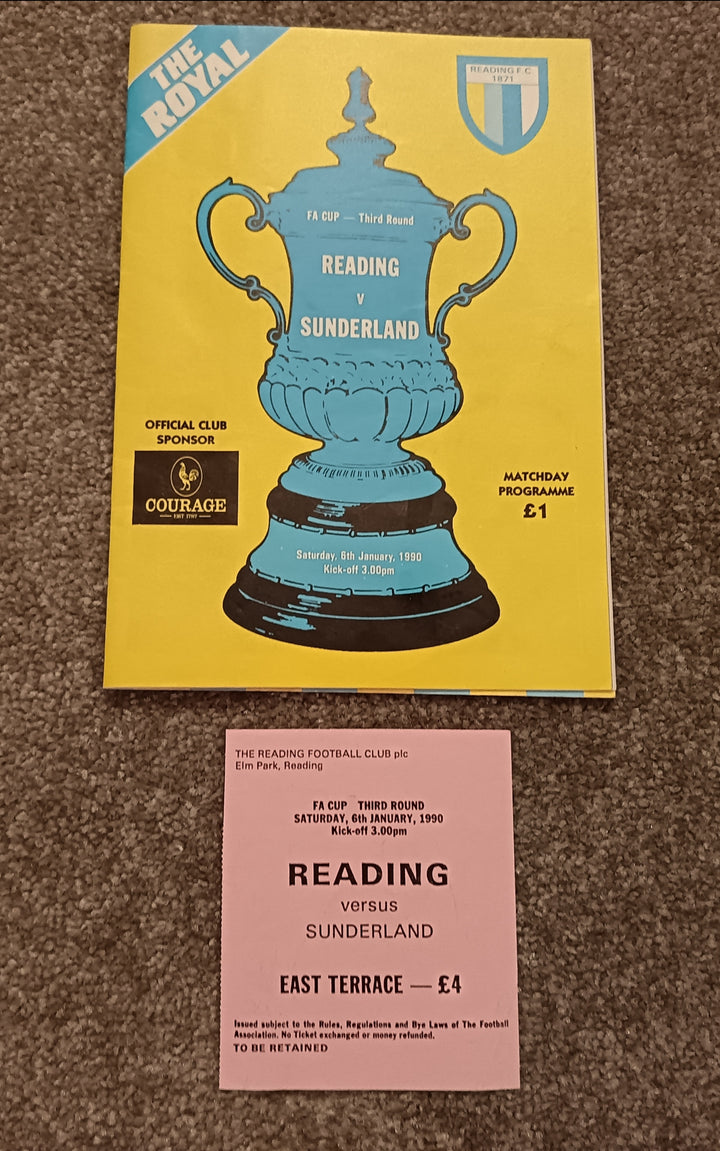 THE
ROYAL
READING F.C.
1871
FA CUP — Third Round
READING
v
SUNDERLAND
OFFICIAL CLUB
SPONSOR
COURAGE
EST 1787
MATCHDAY
PROGRAMME
£1
Saturday, 6th January, 1990
Kick-off 3.00pm
THE READING FOOTBALL CLUB plc
Elm Park, Reading
FA CUP THIRD ROUND
SATURDAY, 6th JANUARY, 1990
Kick-off 3.00pm
READING
versus
SUNDERLAND
EAST TERRACE — £4
Issued subject to the Rules, Regulations and Bye Laws of The Football
Association. No Ticket exchanged or money refunded.
TO BE RETAINED